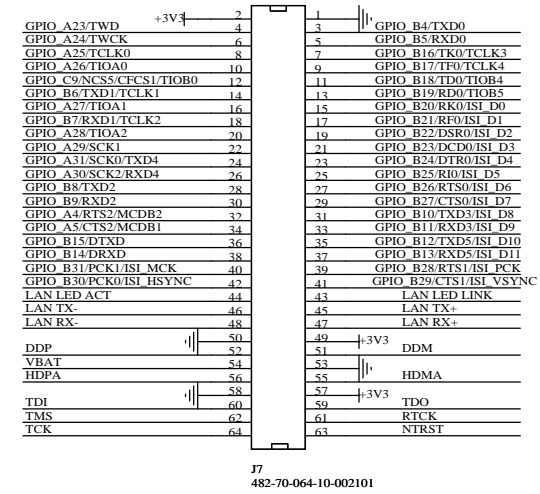 +3V3 2 1
GPIO_A23/TWD 4 3 GPIO_B4/TXD0
GPIO_A24/TWCK 6 5 GPIO_B5/RXD0
GPIO_A25/TCLK0 8 7 GPIO_B16/TK0/TCLK3
GPIO_A26/TIOA0 10 9 GPIO_B17/TF0/TCLK4
GPIO_C9/NCS5/CFCS1/TIOB0 12 11 GPIO_B18/TD0/TIOB4
GPIO_B6/TXD1/TCLK1 14 13 GPIO_B19/RD0/TIOB5
GPIO_A27/TIOA1 16 15 GPIO_B20/RK0/ISI_D0
GPIO_B7/RXD1/TCLK2 18 17 GPIO_B21/RF0/ISI_D1
GPIO_A28/TIOA2 20 19 GPIO_B22/DSR0/ISI_D2
GPIO_A29/SCK1 22 21 GPIO_B23/DCD0/ISI_D3
GPIO_A31/SCK0/TXD4 24 23 GPIO_B24/DTR0/ISI_D4
GPIO_A30/SCK2/RXD4 26 25 GPIO_B25/RI0/ISI_D5
GPIO_B8/TXD2 28 27 GPIO_B26/RTS0/ISI_D6
GPIO_B9/RXD2 30 29 GPIO_B27/CTS0/ISI_D7
GPIO_A4/RTS2/MCDB2 32 31 GPIO_B10/TXD3/ISI_D8
GPIO_A5/CTS2/MCDB1 34 33 GPIO_B11/RXD3/ISI_D9
GPIO_B15/DTXD 36 35 GPIO_B12/TXD5/ISI_D10
GPIO_B14/DRXD 38 37 GPIO_B13/RXD5/ISI_D11
GPIO_B31/PCK1/ISI_MCK 40 39 GPIO_B28/RTS1/ISI_PCK
GPIO_B30/PCK0/ISI_HSYNC 42 41 GPIO_B29/CTS1/ISI_VSYNC
LAN LED ACT 44 43 LAN LED LINK
LAN TX- 46 45 LAN TX+
LAN RX- 48 47 LAN RX+
50 49 +3V3
DDP 52 51 DDM
VBAT 54 53
HDPA 56 55 HDMA
58 57 +3V3
TDI 60 59 TDO
TMS 62 61 RTCK
TCK 64 63 NTRST
J7
482-70-064-10-002101